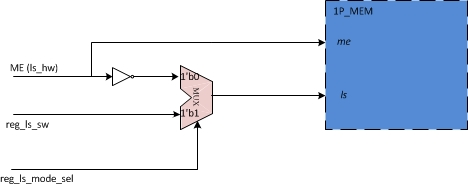 1P_MEM
me
ME (ls_hw)
1'b0
MUX
ls
1'b1
reg_ls_sw
reg_ls_mode_sel